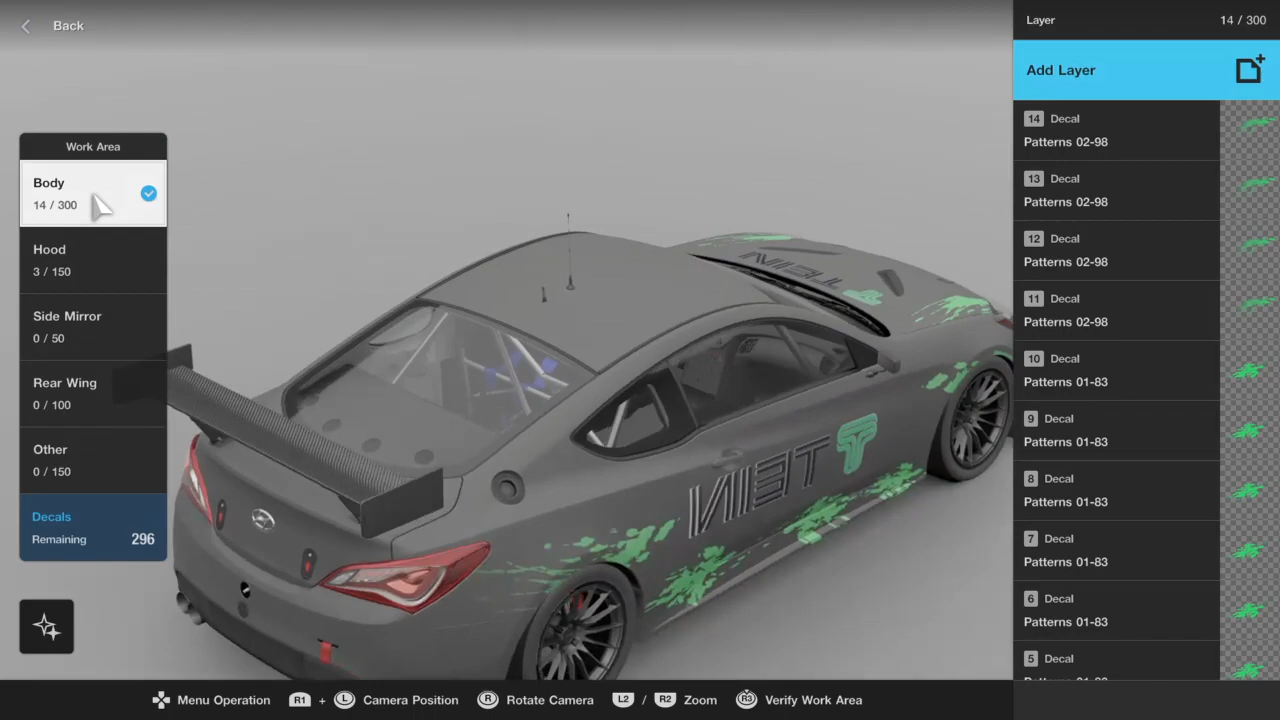 Back
Layer 14 / 300
Add Layer
Work Area
Body
14 / 300
Hood
3 / 150
Side Mirror
0 / 50
Rear Wing
0 / 100
Other
0 / 150
Decals
Remaining 296
14 Decal
Patterns 02-98
13 Decal
Patterns 02-98
12 Decal
Patterns 02-98
11 Decal
Patterns 02-98
10 Decal
Patterns 01-83
9 Decal
Patterns 01-83
8 Decal
Patterns 01-83
7 Decal
Patterns 01-83
6 Decal
Patterns 01-83
5 Decal
TEIN
TEIN
Menu Operation R1 + L Camera Position R Rotate Camera L2 / R2 Zoom R3 Verify Work Area